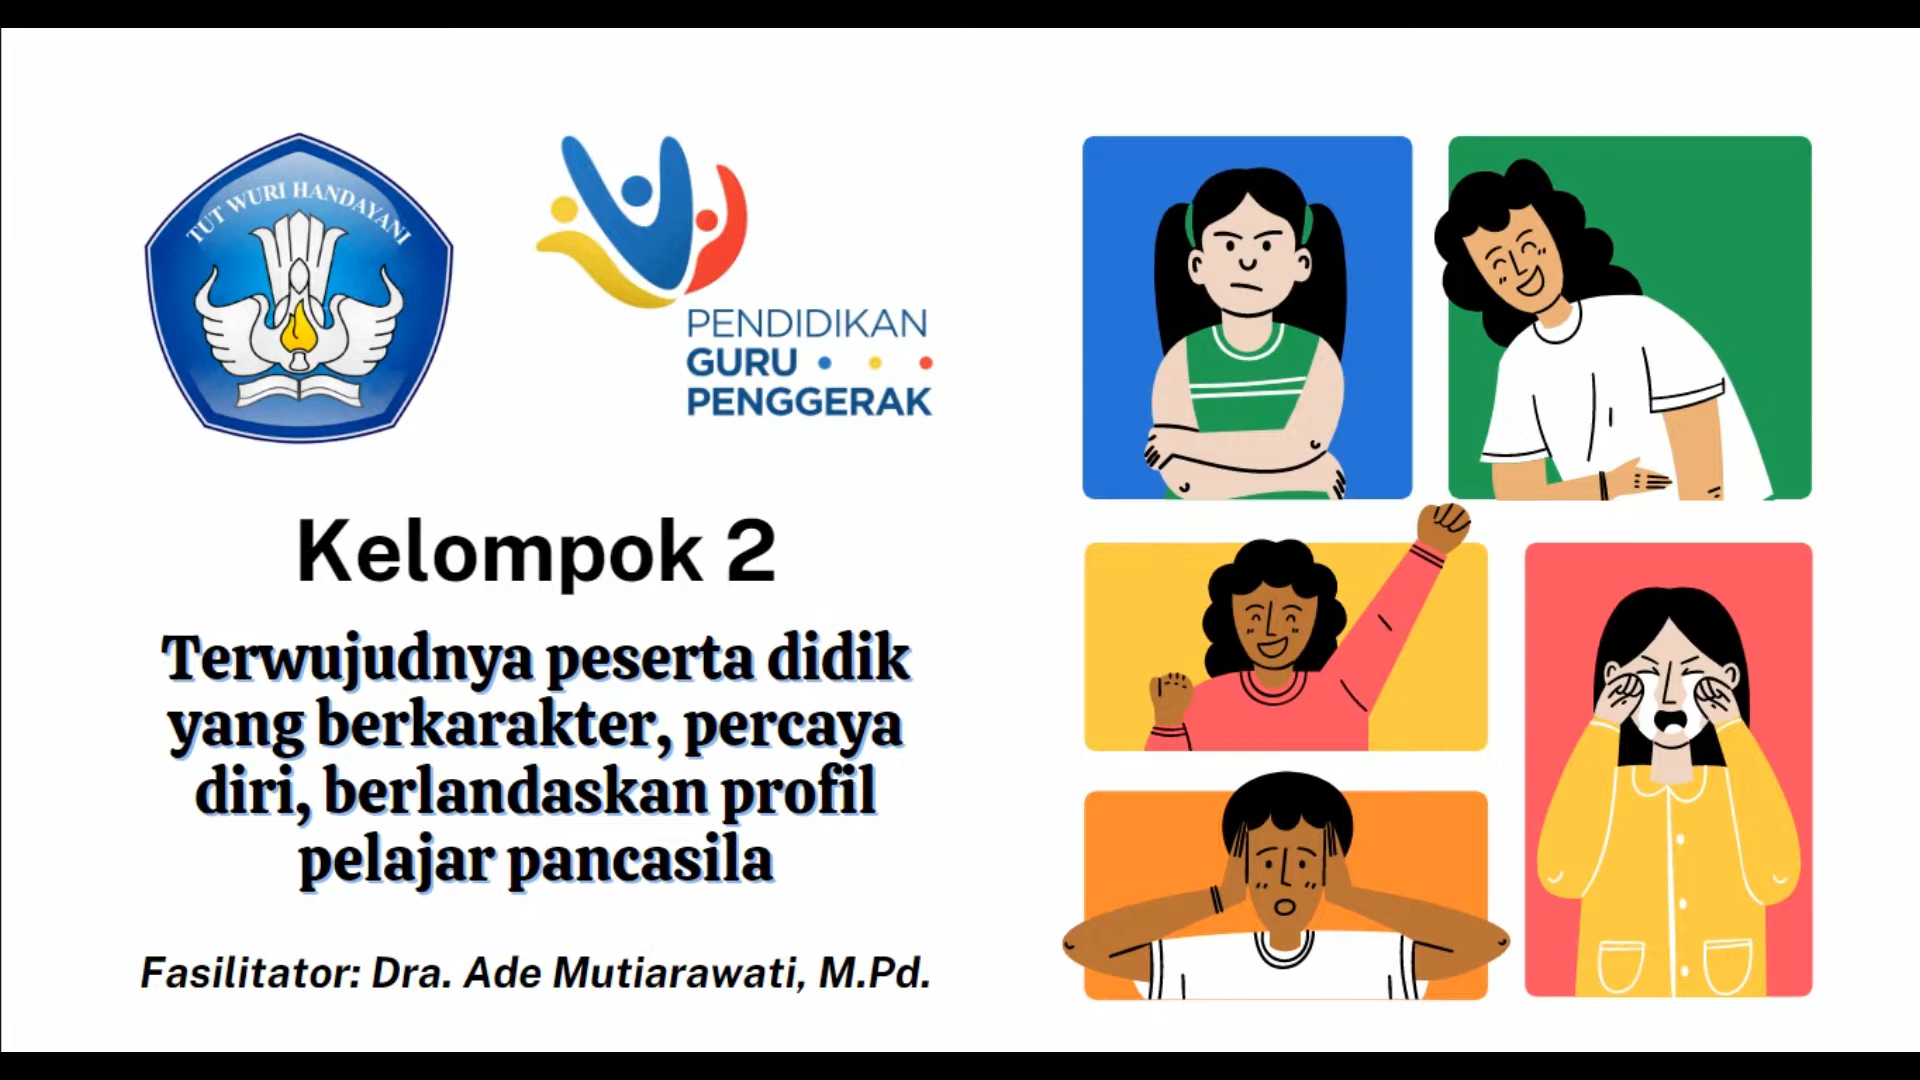 TUT WURI HANDAYANI
PENDIDIKAN
GURU
PENGGERAK
Kelompok 2
Terwujudnya peserta didik
yang berkarakter, percaya
diri, berlandaskan profil
pelajar pancasila
Fasilitator: Dra. Ade Mutiarawati, M.Pd.